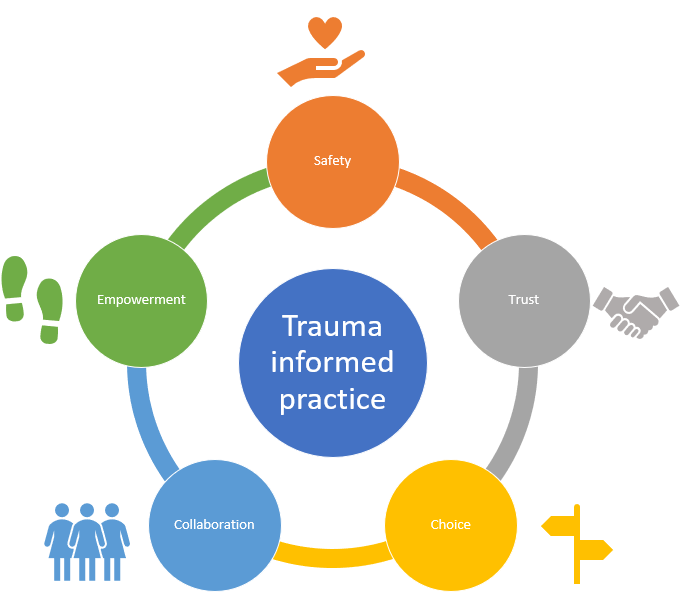 Safety
Trust
Choice
Collaboration
Empowerment
Trauma
informed
practice